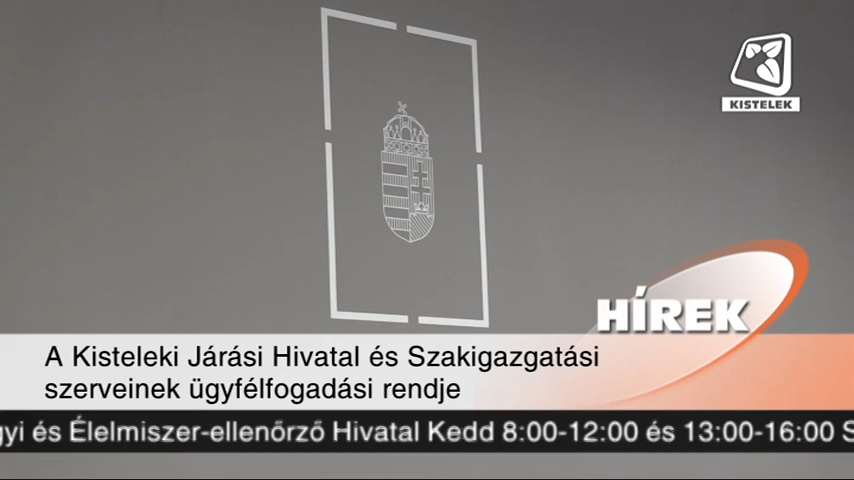 KISTELEK
HÍREK
A Kisteleki Járási Hivatal és Szakigazgatási
szerveinek ügyfélfogadási rendje
és Élelmiszer-ellenőrző Hivatal Kedd 8:00-12:00 és 13:00-16:00